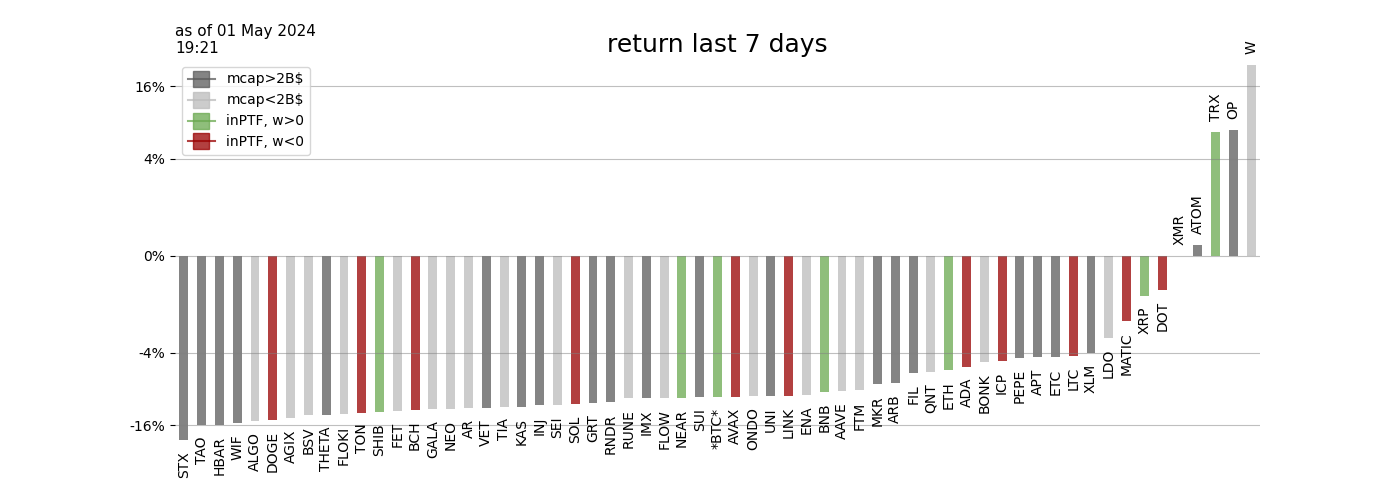 as of 01 May 2024
19:21
return last 7 days
mcap>2B$
mcap<2B$
inPTF, w>0
inPTF, w<0
16%
4%
0%
-4%
-16%
STX
TAO
HBAR
WIF
ALGO
DOGE
AGIX
BSV
THETA
FLOKI
TON
SHIB
FET
BCH
GALA
NEO
AR
VET
TIA
KAS
INJ
SEI
SOL
GRT
RNDR
RUNE
IMX
FLOW
NEAR
SUI
*BTC*
AVAX
ONDO
UNI
LINK
ENA
BNB
AAVE
FTM
MKR
ARB
FIL
QNT
ETH
ADA
BONK
ICP
PEPE
APT
ETC
LTC
XLM
LDO
MATIC
XRP
DOT
XMR
ATOM
TRX
OP
W